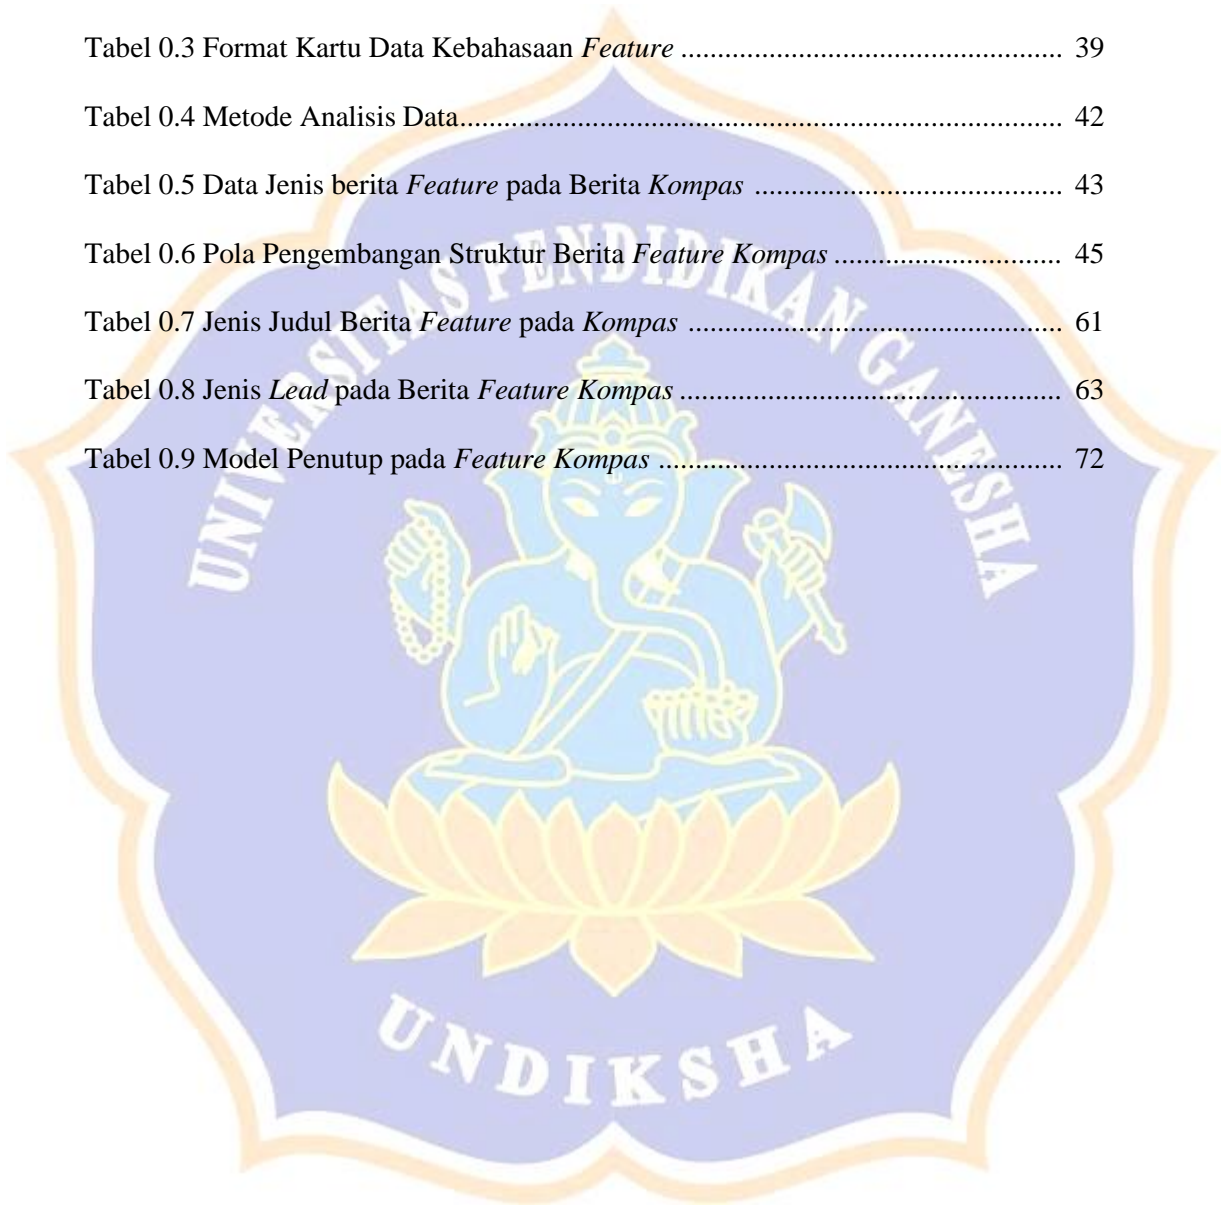 Tabel 0.3 Format Kartu Data Kebahasaan Feature .................................................... 39
Tabel 0.4 Metode Analisis Data.................................................................................. 42
Tabel 0.5 Data Jenis berita Feature pada Berita Kompas .......................................... 43
Tabel 0.6 Pola Pengembangan Struktur Berita Feature Kompas ............................... 45
Tabel 0.7 Jenis Judul Berita Feature pada Kompas ................................................... 61
Tabel 0.8 Jenis Lead pada Berita Feature Kompas .................................................... 63
Tabel 0.9 Model Penutup pada Feature Kompas ....................................................... 72
UNIVERSITAS PENDIDIKAN GANESHA
UNDIKSHA